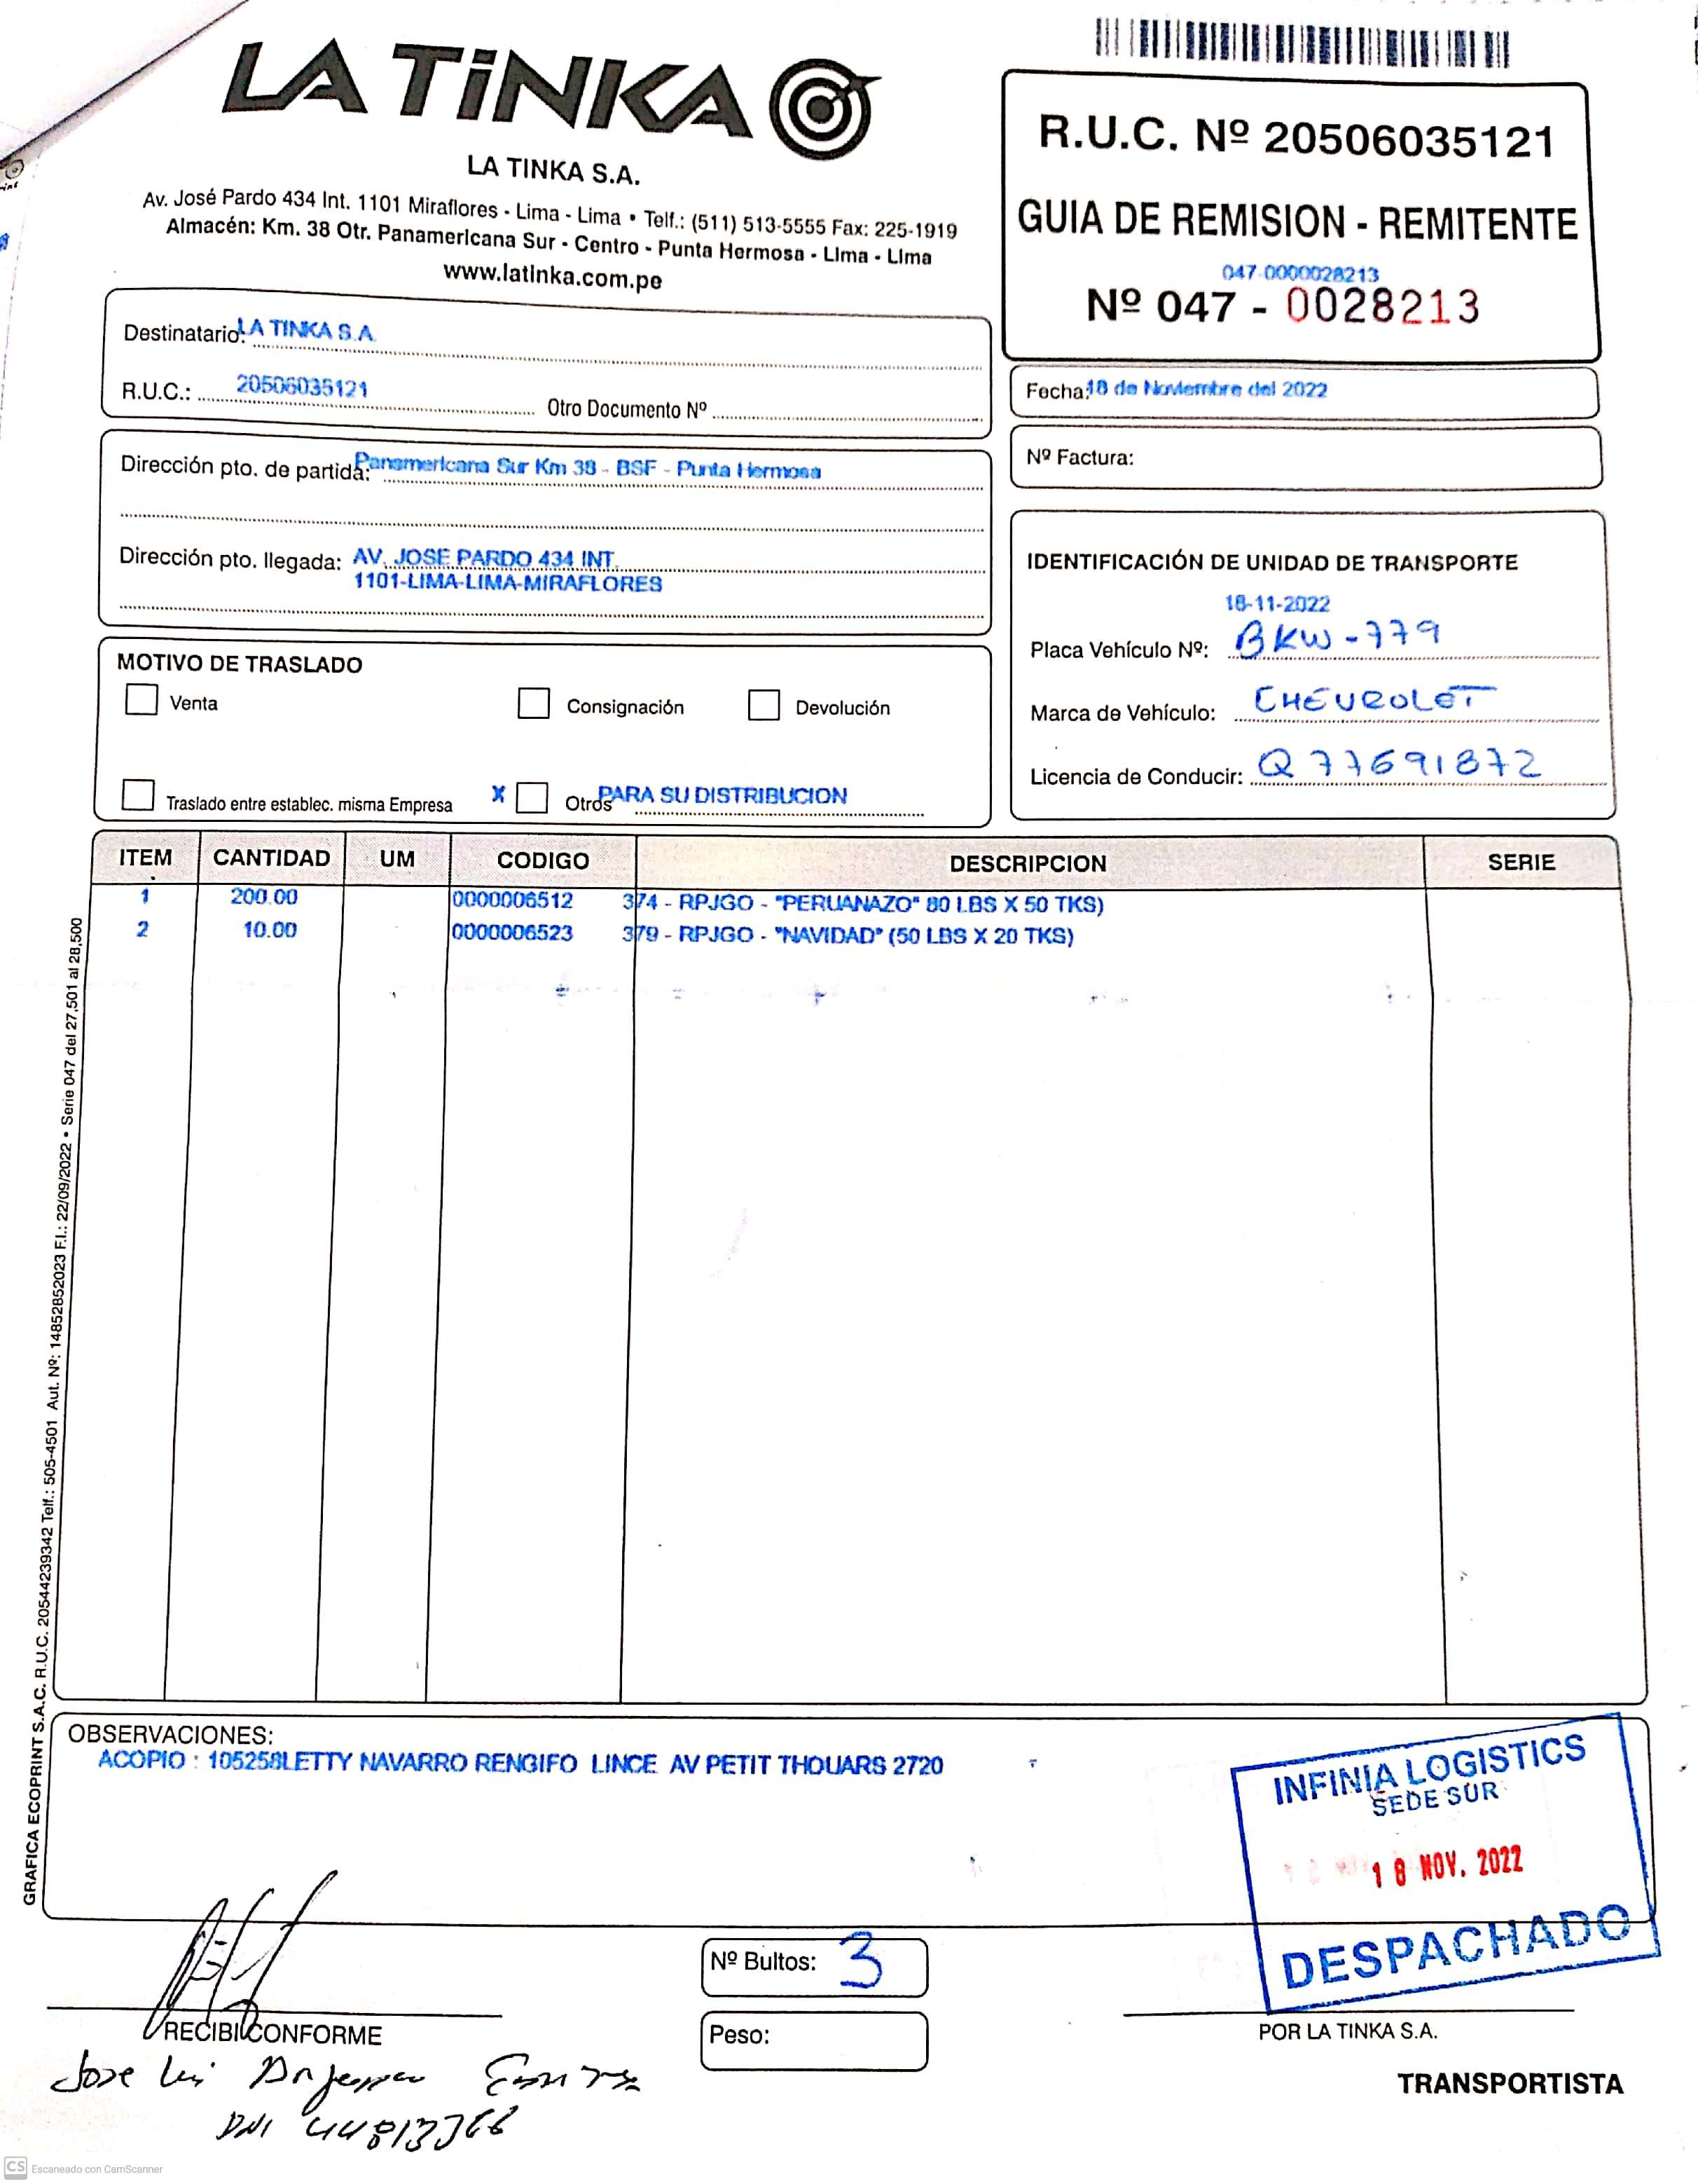 LA TiNKA
LA TINKA S.A.
Av. José Pardo 434 Int. 1101 Miraflores - Lima - Lima • Telf.: (511) 513-5555 Fax: 225-1919
Almacén: Km. 38 Otr. Panamericana Sur - Centro - Punta Hermosa - Lima - Lima
www.latinka.com.pe
R.U.C. Nº 20506035121
GUIA DE REMISION - REMITENTE
047-0000028213
Nº 047 - 0028213
Destinatario: LA TINKA S.A.
R.U.C.: 20506035121 Otro Documento Nº
Fecha: 18 de Noviembre del 2022
Nº Factura:
Dirección pto. de partida: Panamericana Sur Km 38 - BSF - Punta Hermosa
Dirección pto. llegada: AV. JOSE PARDO 434 INT.
1101-LIMA-LIMA-MIRAFLORES
IDENTIFICACIÓN DE UNIDAD DE TRANSPORTE
18-11-2022
Placa Vehículo Nº: BKW-779
Marca de Vehículo: CHEVROLET
Licencia de Conducir: Q77691872
MOTIVO DE TRASLADO
Venta Consignación Devolución
Traslado entre establec. misma Empresa X Otros PARA SU DISTRIBUCION
ITEM CANTIDAD UM CODIGO DESCRIPCION SERIE
1 200.00 0000006512 374 - RPJGO - "PERUANAZO" 80 LBS X 50 TKS)
2 10.00 0000006523 379 - RPJGO - "NAVIDAD" (50 LBS X 20 TKS)
GRAFICA ECOPRINT S.A.C. R.U.C. 20544239342 Telf.: 505-4501 Aut. Nº: 14852852023 F.I.: 22/09/2022 • Serie 047 del 27,501 al 28,500
OBSERVACIONES:
ACOPIO : 105258LETTY NAVARRO RENGIFO LINCE AV PETIT THOUARS 2720
INFINIA LOGISTICS
SEDE SUR
18 NOV. 2022
DESPACHADO
Nº Bultos: 3
Peso:
RECIBI CONFORME
POR LA TINKA S.A.
TRANSPORTISTA
Jose Luis
DNI 44813366
CS Escaneado con CamScanner